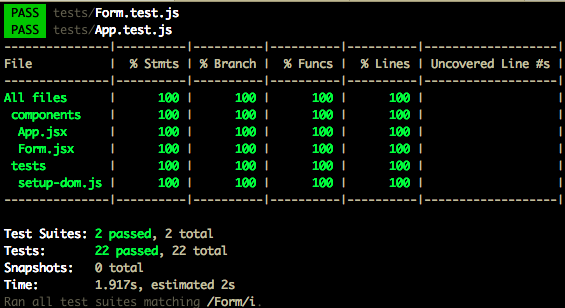 PASS tests/Form.test.js
PASS tests/App.test.js
----------------|----------|----------|----------|----------|-------------------|
File            |  % Stmts | % Branch |  % Funcs |  % Lines | Uncovered Line #s |
----------------|----------|----------|----------|----------|-------------------|
All files       |      100 |      100 |      100 |      100 |                   |
 components     |      100 |      100 |      100 |      100 |                   |
  App.jsx       |      100 |      100 |      100 |      100 |                   |
  Form.jsx      |      100 |      100 |      100 |      100 |                   |
 tests          |      100 |      100 |      100 |      100 |                   |
  setup-dom.js  |      100 |      100 |      100 |      100 |                   |
----------------|----------|----------|----------|----------|-------------------|
Test Suites: 2 passed, 2 total
Tests:       22 passed, 22 total
Snapshots:   0 total
Time:        1.917s, estimated 2s
Ran all test suites matching /Form/i.